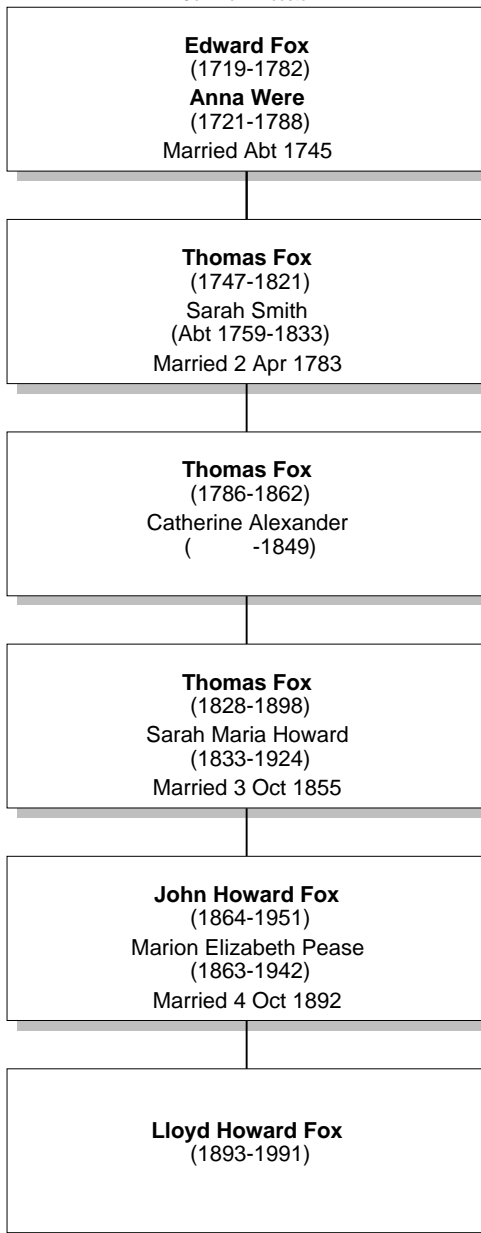 Edward Fox
(1719-1782)
Anna Were
(1721-1788)
Married Abt 1745
Thomas Fox
(1747-1821)
Sarah Smith
(Abt 1759-1833)
Married 2 Apr 1783
Thomas Fox
(1786-1862)
Catherine Alexander
(          -1849)
Thomas Fox
(1828-1898)
Sarah Maria Howard
(1833-1924)
Married 3 Oct 1855
John Howard Fox
(1864-1951)
Marion Elizabeth Pease
(1863-1942)
Married 4 Oct 1892
Lloyd Howard Fox
(1893-1991)